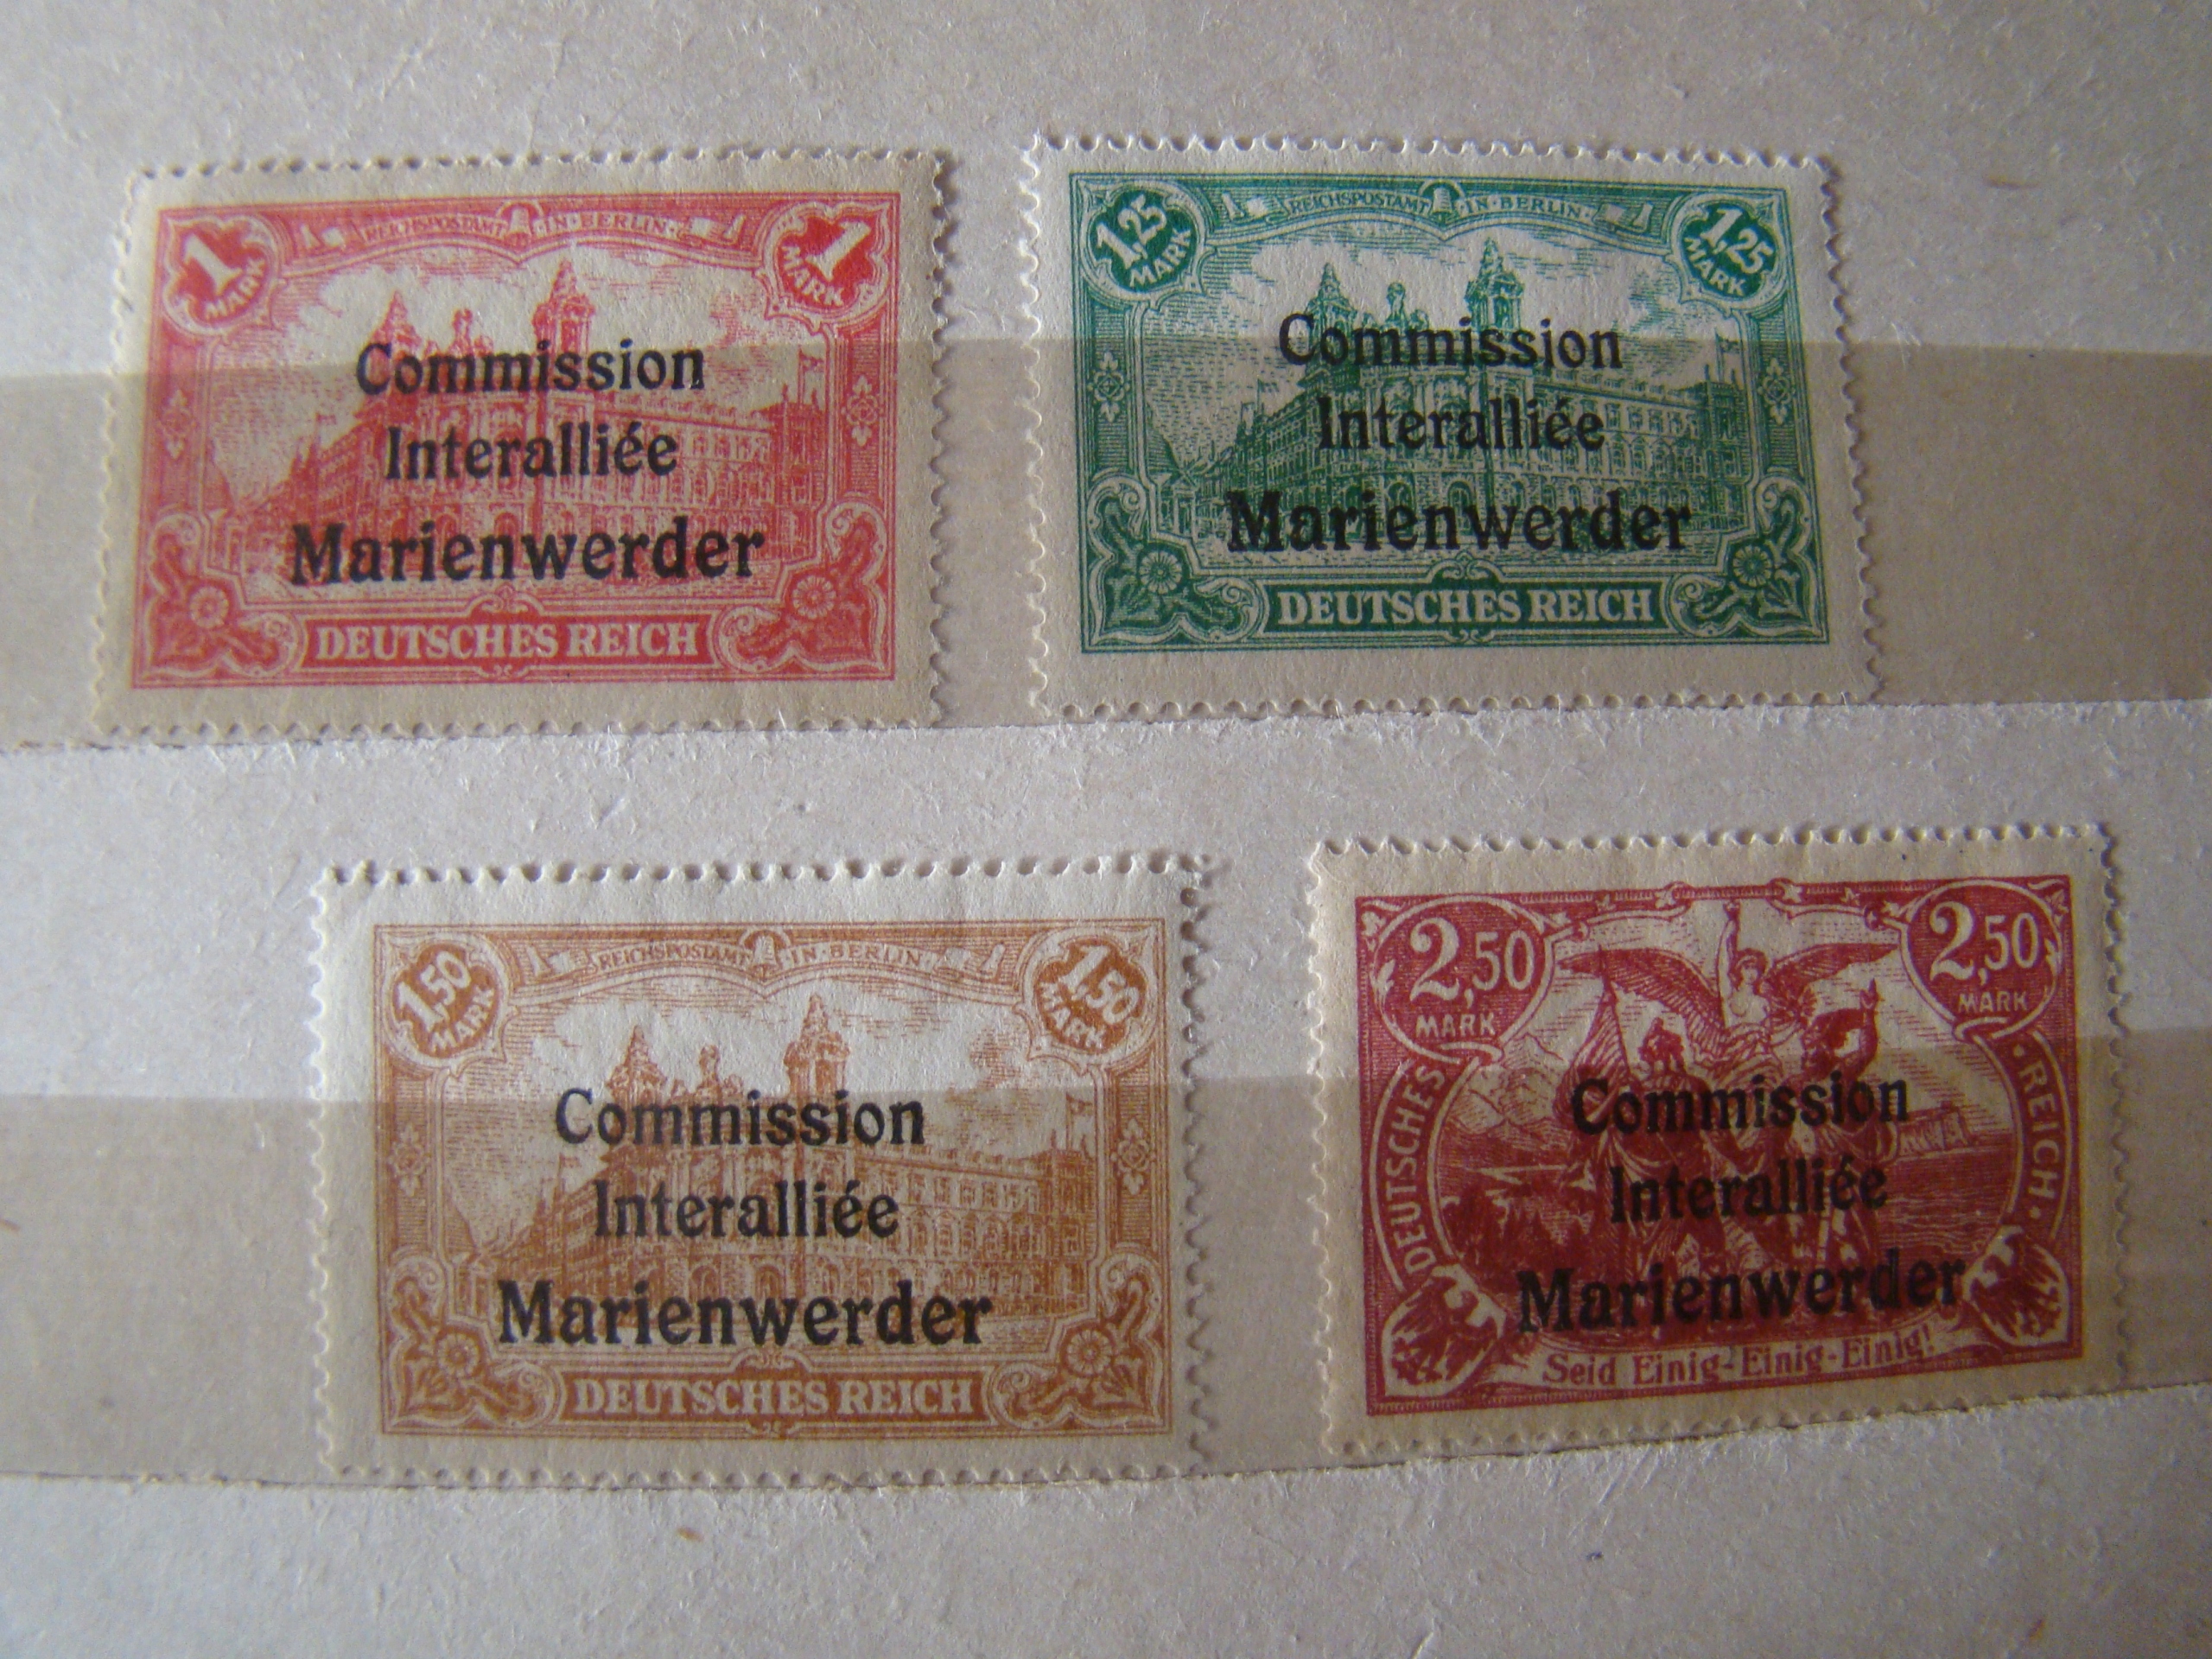 REICHSPOSTAMT IN·BERLIN·
1 MARK
1 MARK
Commission
Interalliée
Marienwerder
DEUTSCHES REICH
REICHSPOSTAMT IN·BERLIN·
1,25 MARK
1,25 MARK
Commission
Interalliée
Marienwerder
DEUTSCHES REICH
REICHSPOSTAMT IN·BERLIN·
1,50 MARK
1,50 MARK
Commission
Interalliée
Marienwerder
DEUTSCHES REICH
2,50 MARK
2,50 MARK
DEUTSCHES ·REICH·
Commission
Interalliée
Marienwerder
Seid Einig-Einig-Einig!